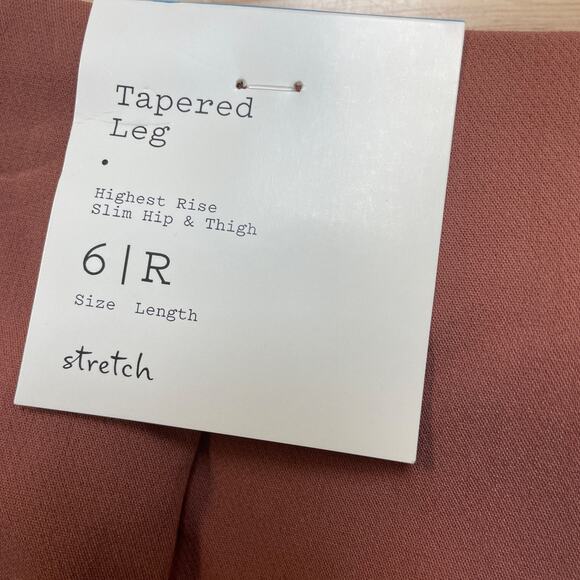 Tapered
Leg
•
Highest Rise
Slim Hip & Thigh
6|R
Size Length
stretch